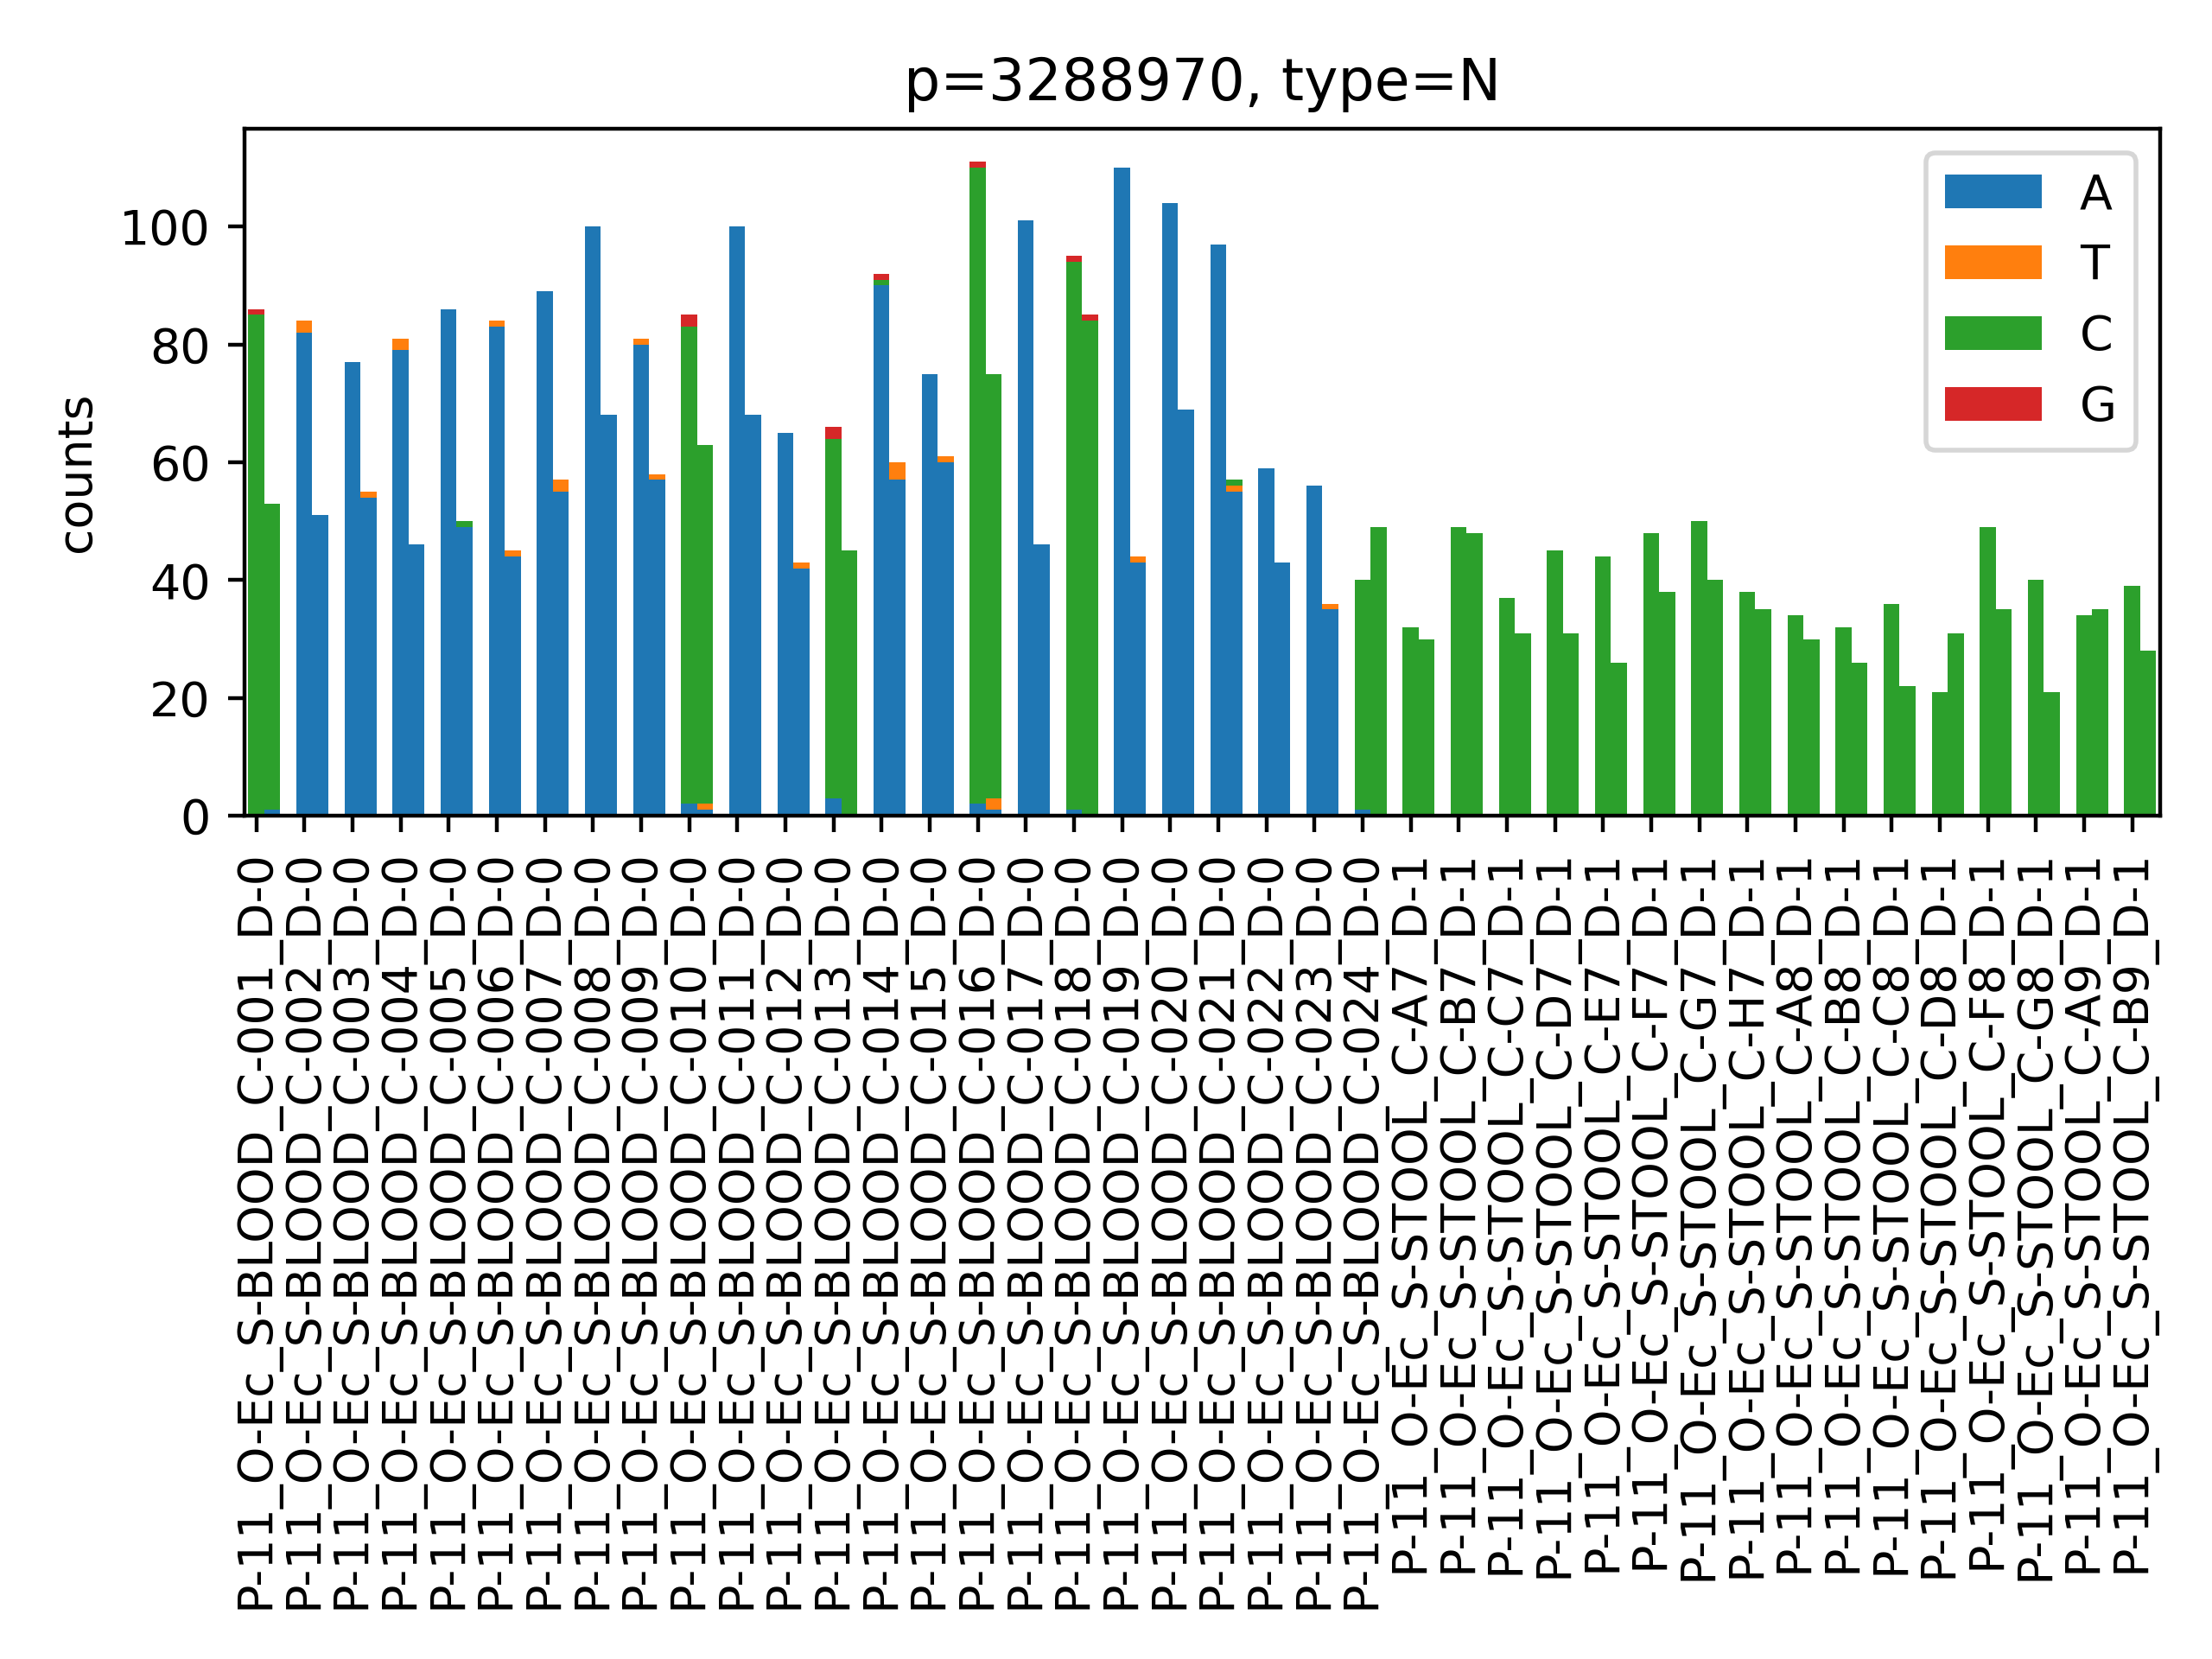 p=3288970, type=N
counts
100
80
60
40
20
0
A
T
C
G
P-11_O-Ec_S-BLOOD_C-001_D-0
P-11_O-Ec_S-BLOOD_C-002_D-0
P-11_O-Ec_S-BLOOD_C-003_D-0
P-11_O-Ec_S-BLOOD_C-004_D-0
P-11_O-Ec_S-BLOOD_C-005_D-0
P-11_O-Ec_S-BLOOD_C-006_D-0
P-11_O-Ec_S-BLOOD_C-007_D-0
P-11_O-Ec_S-BLOOD_C-008_D-0
P-11_O-Ec_S-BLOOD_C-009_D-0
P-11_O-Ec_S-BLOOD_C-010_D-0
P-11_O-Ec_S-BLOOD_C-011_D-0
P-11_O-Ec_S-BLOOD_C-012_D-0
P-11_O-Ec_S-BLOOD_C-013_D-0
P-11_O-Ec_S-BLOOD_C-014_D-0
P-11_O-Ec_S-BLOOD_C-015_D-0
P-11_O-Ec_S-BLOOD_C-016_D-0
P-11_O-Ec_S-BLOOD_C-017_D-0
P-11_O-Ec_S-BLOOD_C-018_D-0
P-11_O-Ec_S-BLOOD_C-019_D-0
P-11_O-Ec_S-BLOOD_C-020_D-0
P-11_O-Ec_S-BLOOD_C-021_D-0
P-11_O-Ec_S-BLOOD_C-022_D-0
P-11_O-Ec_S-BLOOD_C-023_D-0
P-11_O-Ec_S-BLOOD_C-024_D-0
P-11_O-Ec_S-STOOL_C-A7_D-1
P-11_O-Ec_S-STOOL_C-B7_D-1
P-11_O-Ec_S-STOOL_C-C7_D-1
P-11_O-Ec_S-STOOL_C-D7_D-1
P-11_O-Ec_S-STOOL_C-E7_D-1
P-11_O-Ec_S-STOOL_C-F7_D-1
P-11_O-Ec_S-STOOL_C-G7_D-1
P-11_O-Ec_S-STOOL_C-H7_D-1
P-11_O-Ec_S-STOOL_C-A8_D-1
P-11_O-Ec_S-STOOL_C-B8_D-1
P-11_O-Ec_S-STOOL_C-C8_D-1
P-11_O-Ec_S-STOOL_C-D8_D-1
P-11_O-Ec_S-STOOL_C-F8_D-1
P-11_O-Ec_S-STOOL_C-G8_D-1
P-11_O-Ec_S-STOOL_C-A9_D-1
P-11_O-Ec_S-STOOL_C-B9_D-1